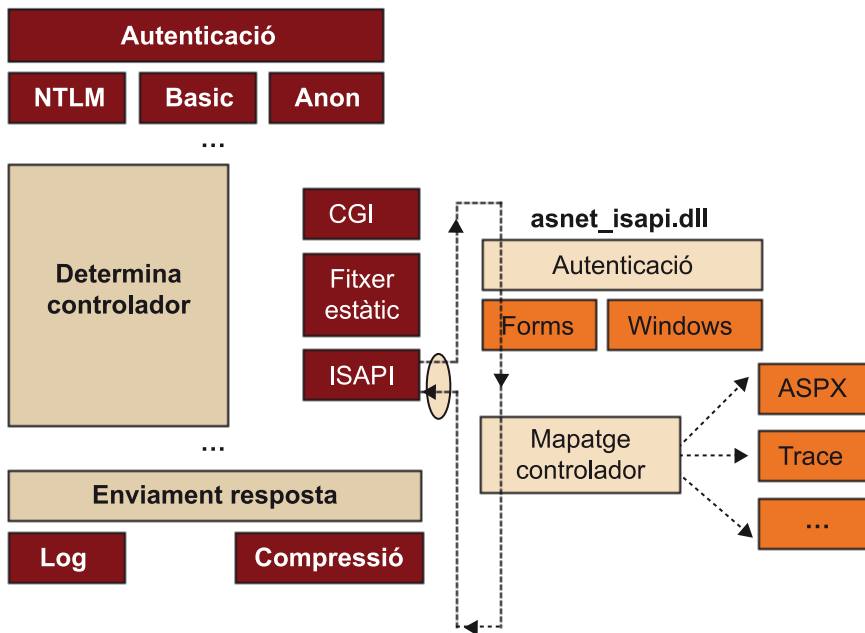 Autenticació
NTLM
Basic
Anon
...
Determina
controlador
CGI
Fitxer
estàtic
ISAPI
...
Enviament resposta
Log
Compressió
asnet_isapi.dll
Autenticació
Forms
Windows
Mapatge
controlador
ASPX
Trace
...